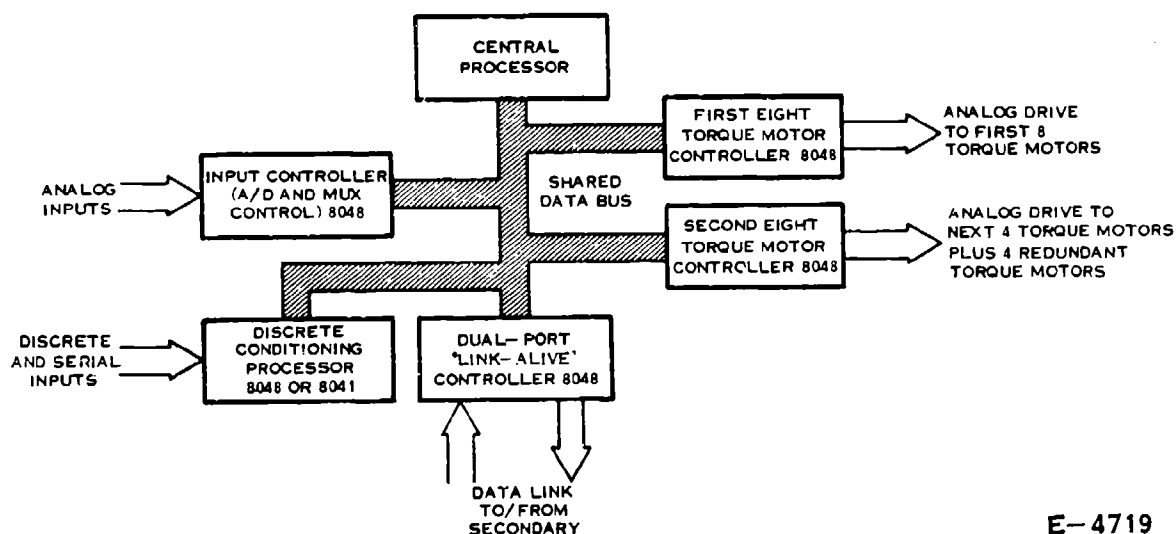 CENTRAL
PROCESSOR
FIRST EIGHT
TORQUE MOTOR
CONTROLLER 8048
ANALOG DRIVE
TO FIRST 8
TORQUE MOTORS
ANALOG
INPUTS
INPUT CONTROLLER
(A/D AND MUX
CONTROL) 8048
SHARED
DATA BUS
SECOND EIGHT
TORQUE MOTOR
CONTROLLER 8048
ANALOG DRIVE TO
NEXT 4 TORQUE MOTORS
PLUS 4 REDUNDANT
TORQUE MOTORS
DISCRETE
AND SERIAL
INPUTS
DISCRETE
CONDITIONING
PROCESSOR
8048 OR 8041
DUAL-PORT
"LINK-ALIVE"
CONTROLLER 8048
DATA LINK
TO/FROM
SECONDARY
E-4719